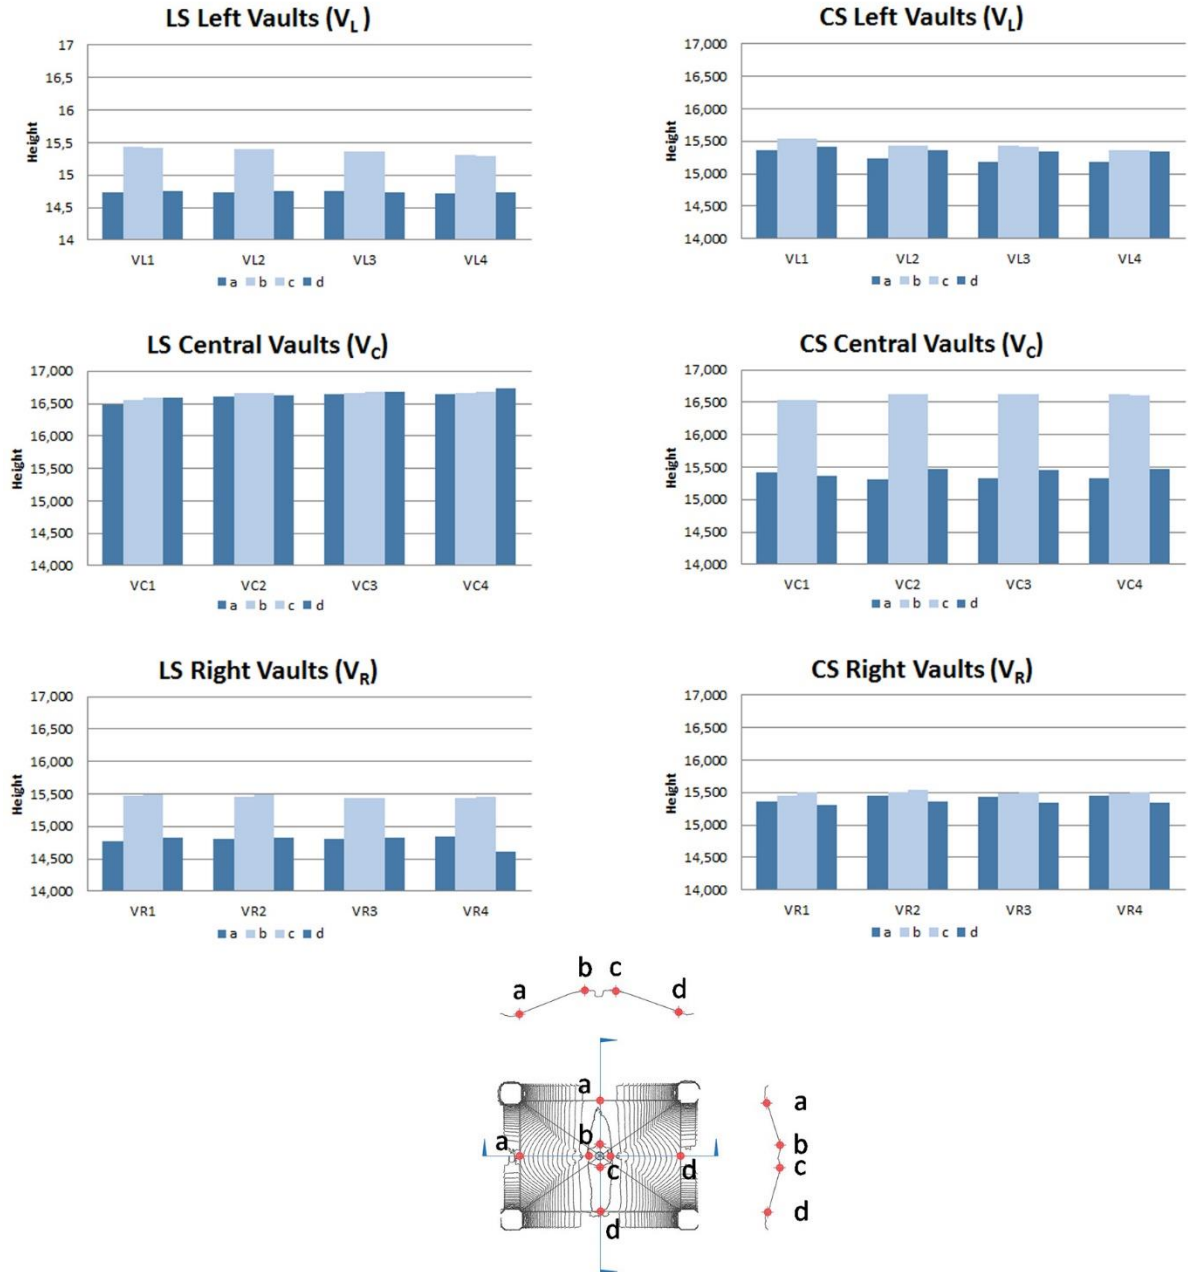 LS Left Vaults (V_L )
17
16,5
16
15,5
15
14,5
14
Height
VL1 VL2 VL3 VL4
a b c d
CS Left Vaults (V_L)
17,000
16,500
16,000
15,500
15,000
14,500
14,000
Height
VL1 VL2 VL3 VL4
a b c d
LS Central Vaults (V_C)
17,000
16,500
16,000
15,500
15,000
14,500
14,000
Height
VC1 VC2 VC3 VC4
a b c d
CS Central Vaults (V_C)
17,000
16,500
16,000
15,500
15,000
14,500
14,000
Height
VC1 VC2 VC3 VC4
a b c d
LS Right Vaults (V_R)
17,000
16,500
16,000
15,500
15,000
14,500
14,000
Height
VR1 VR2 VR3 VR4
a b c d
CS Right Vaults (V_R)
17,000
16,500
16,000
15,500
15,000
14,500
14,000
Height
VR1 VR2 VR3 VR4
a b c d
a b c d
a
a b c d
d
a
b
c
d